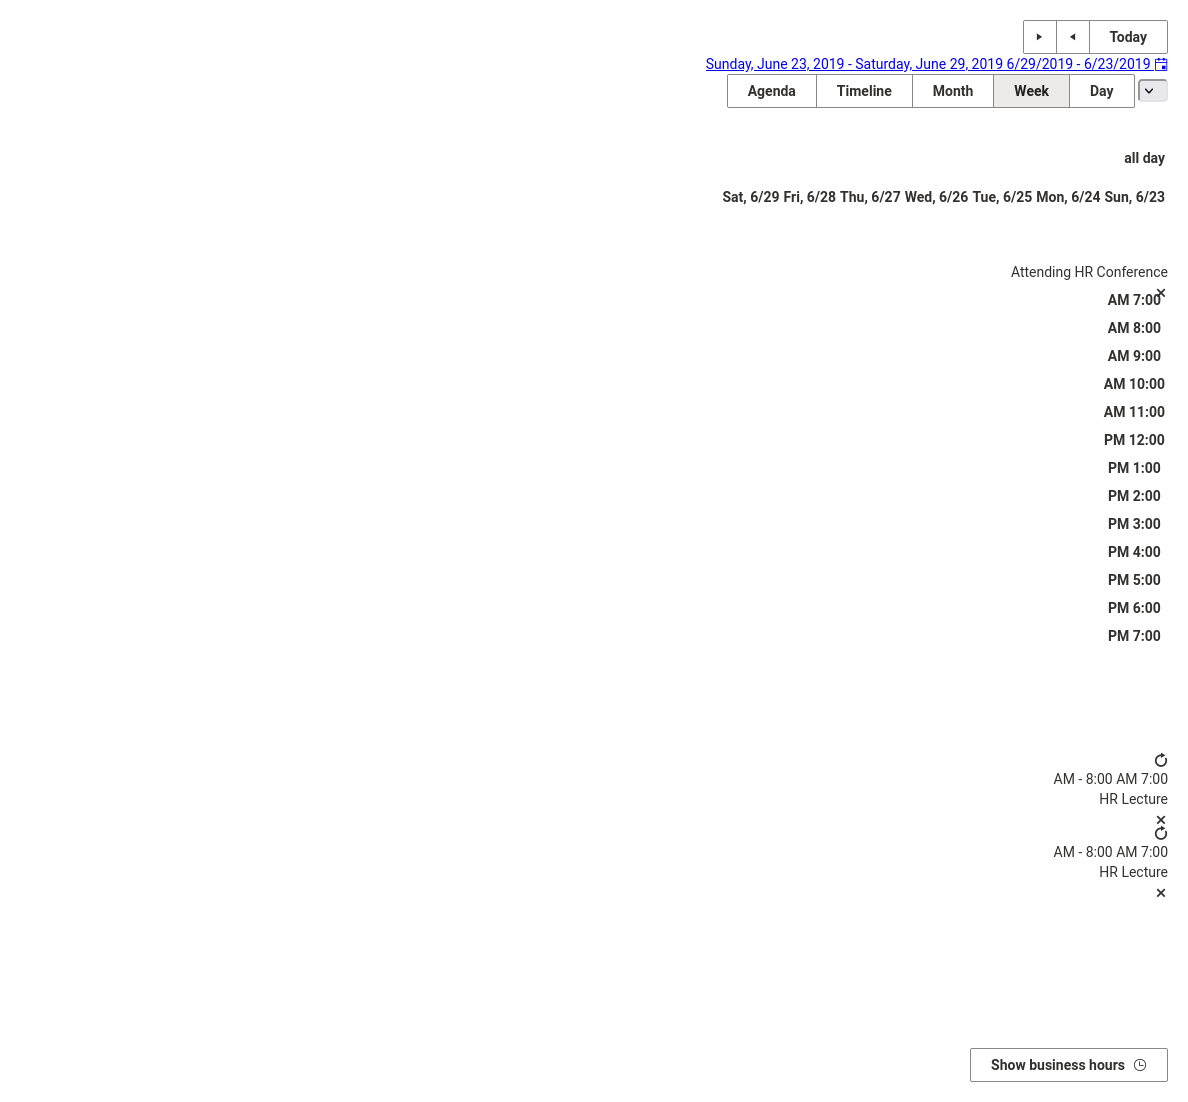 Today
Sunday, June 23, 2019 - Saturday, June 29, 2019 6/29/2019 - 6/23/2019
Agenda Timeline Month Week Day
all day
Sat, 6/29 Fri, 6/28 Thu, 6/27 Wed, 6/26 Tue, 6/25 Mon, 6/24 Sun, 6/23
Attending HR Conference
AM 7:00
AM 8:00
AM 9:00
AM 10:00
AM 11:00
PM 12:00
PM 1:00
PM 2:00
PM 3:00
PM 4:00
PM 5:00
PM 6:00
PM 7:00
AM - 8:00 AM 7:00
HR Lecture
AM - 8:00 AM 7:00
HR Lecture
Show business hours